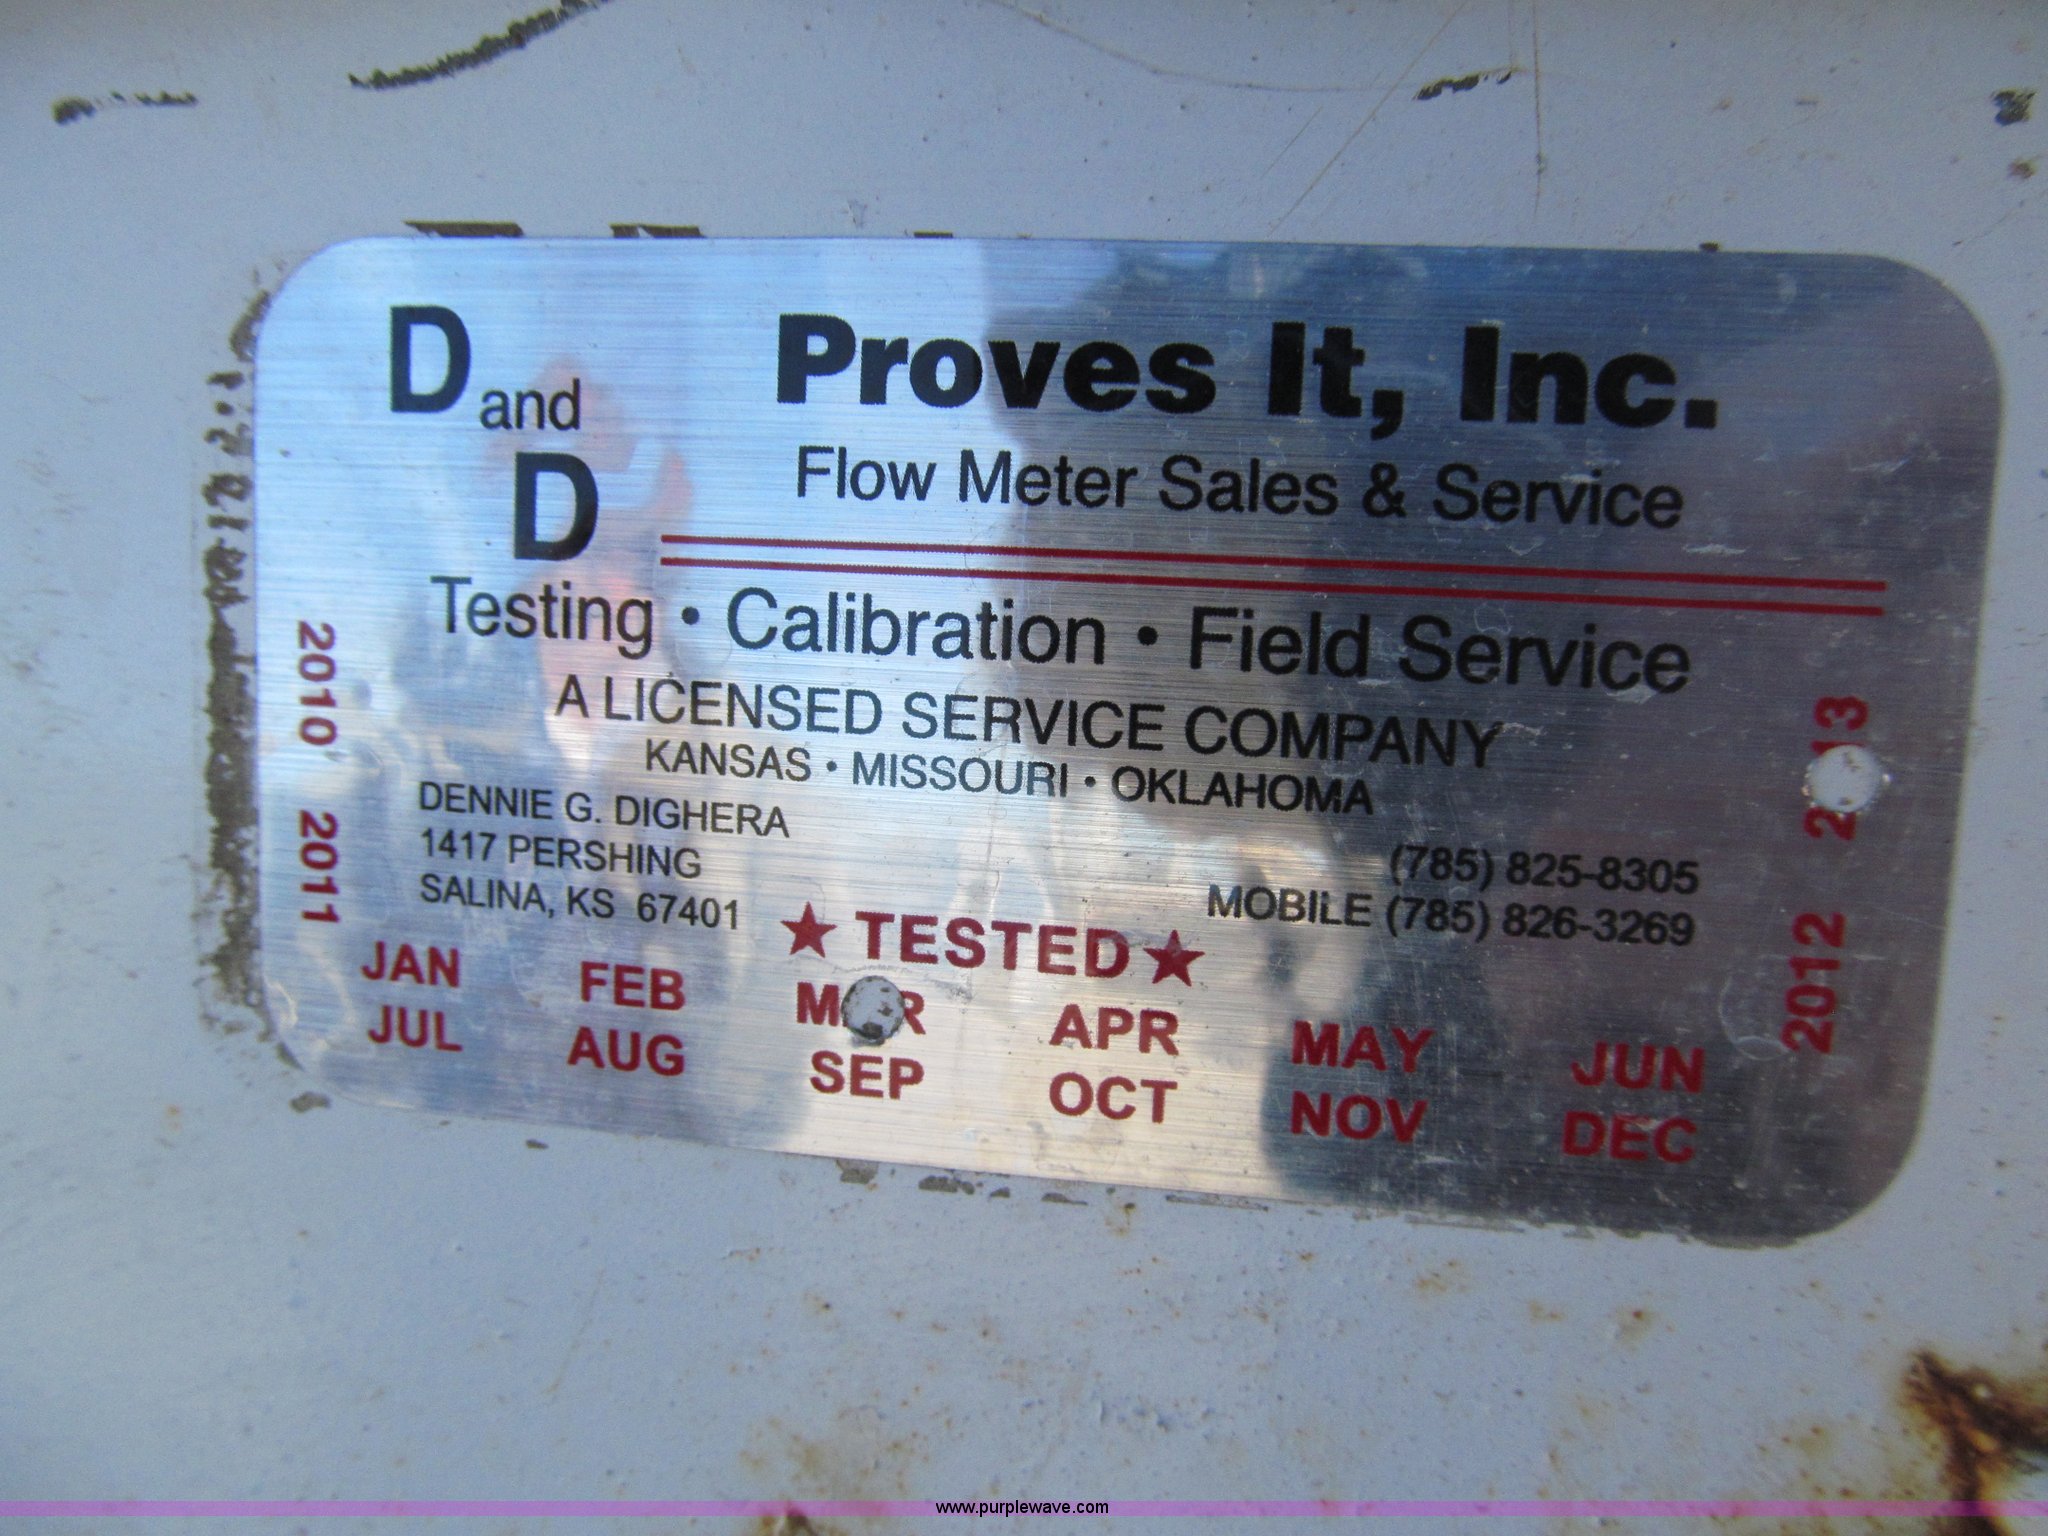 D and D
Proves It, Inc.
Flow Meter Sales & Service
Testing • Calibration • Field Service
A LICENSED SERVICE COMPANY
KANSAS • MISSOURI • OKLAHOMA
DENNIE G. DIGHERA
1417 PERSHING
SALINA, KS 67401
(785) 825-8305
MOBILE (785) 826-3269
★ TESTED ★
JAN FEB MAR APR MAY JUN
JUL AUG SEP OCT NOV DEC
2010 2011
2012 2013
www.purplewave.com